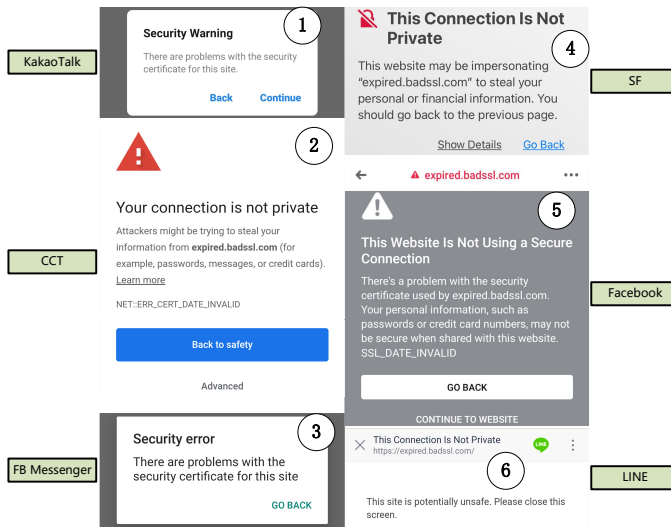 KakaoTalk
1
Security Warning
There are problems with the security
certificate for this site.
Back Continue
CCT
2
Your connection is not private
Attackers might be trying to steal your
information from expired.badssl.com (for
example, passwords, messages, or credit cards).
Learn more
NET::ERR_CERT_DATE_INVALID
Back to safety
Advanced
FB Messenger
3
Security error
There are problems with the
security certificate for this site
GO BACK
4
This Connection Is Not
Private
This website may be impersonating
“expired.badssl.com” to steal your
personal or financial information. You
should go back to the previous page.
Show Details Go Back
SF
expired.badssl.com
5
This Website Is Not Using a Secure
Connection
There's a problem with the security
certificate used by expired.badssl.com.
Your personal information, such as
passwords or credit card numbers, may not
be secure when shared with this website.
SSL_DATE_INVALID
GO BACK
CONTINUE TO WEBSITE
Facebook
This Connection Is Not Private
https://expired.badssl.com/
LINE
6
This site is potentially unsafe. Please close this
screen.
LINE